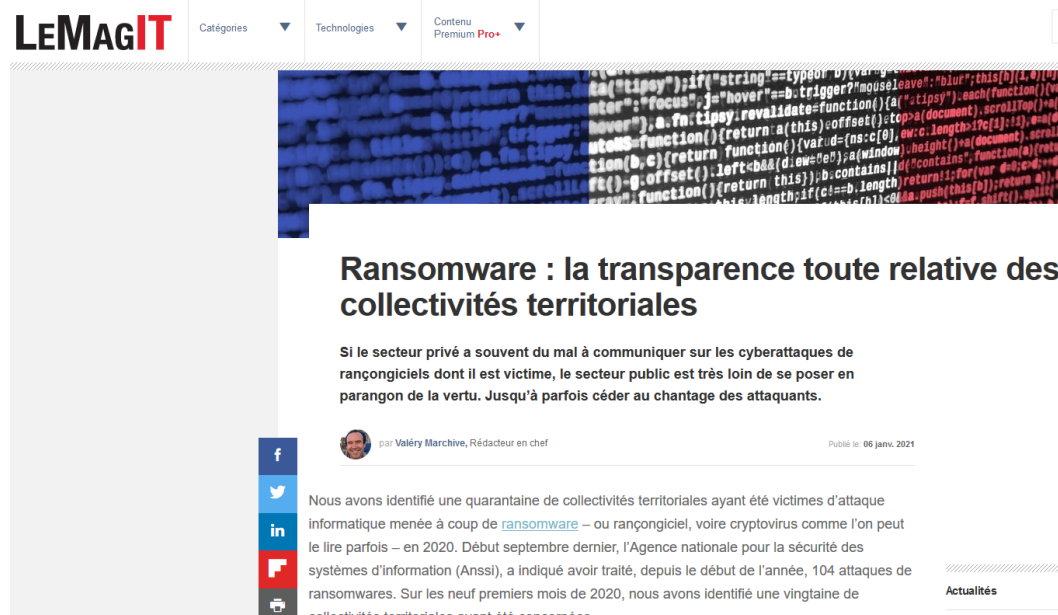 LEMAGIT
Catégories
Technologies
Contenu
Premium Pro+
Ransomware : la transparence toute relative des
collectivités territoriales
Si le secteur privé a souvent du mal à communiquer sur les cyberattaques de
rançongiciels dont il est victime, le secteur public est très loin de se poser en
parangon de la vertu. Jusqu’à parfois céder au chantage des attaquants.
par Valéry Marchive, Rédacteur en chef
Publié le: 06 janv. 2021
Nous avons identifié une quarantaine de collectivités territoriales ayant été victimes d’attaque
informatique menée à coup de ransomware – ou rançongiciel, voire cryptovirus comme l’on peut
le lire parfois – en 2020. Début septembre dernier, l’Agence nationale pour la sécurité des
systèmes d’information (Anssi), a indiqué avoir traité, depuis le début de l’année, 104 attaques de
ransomwares. Sur les neuf premiers mois de 2020, nous avons identifié une vingtaine de
Actualités